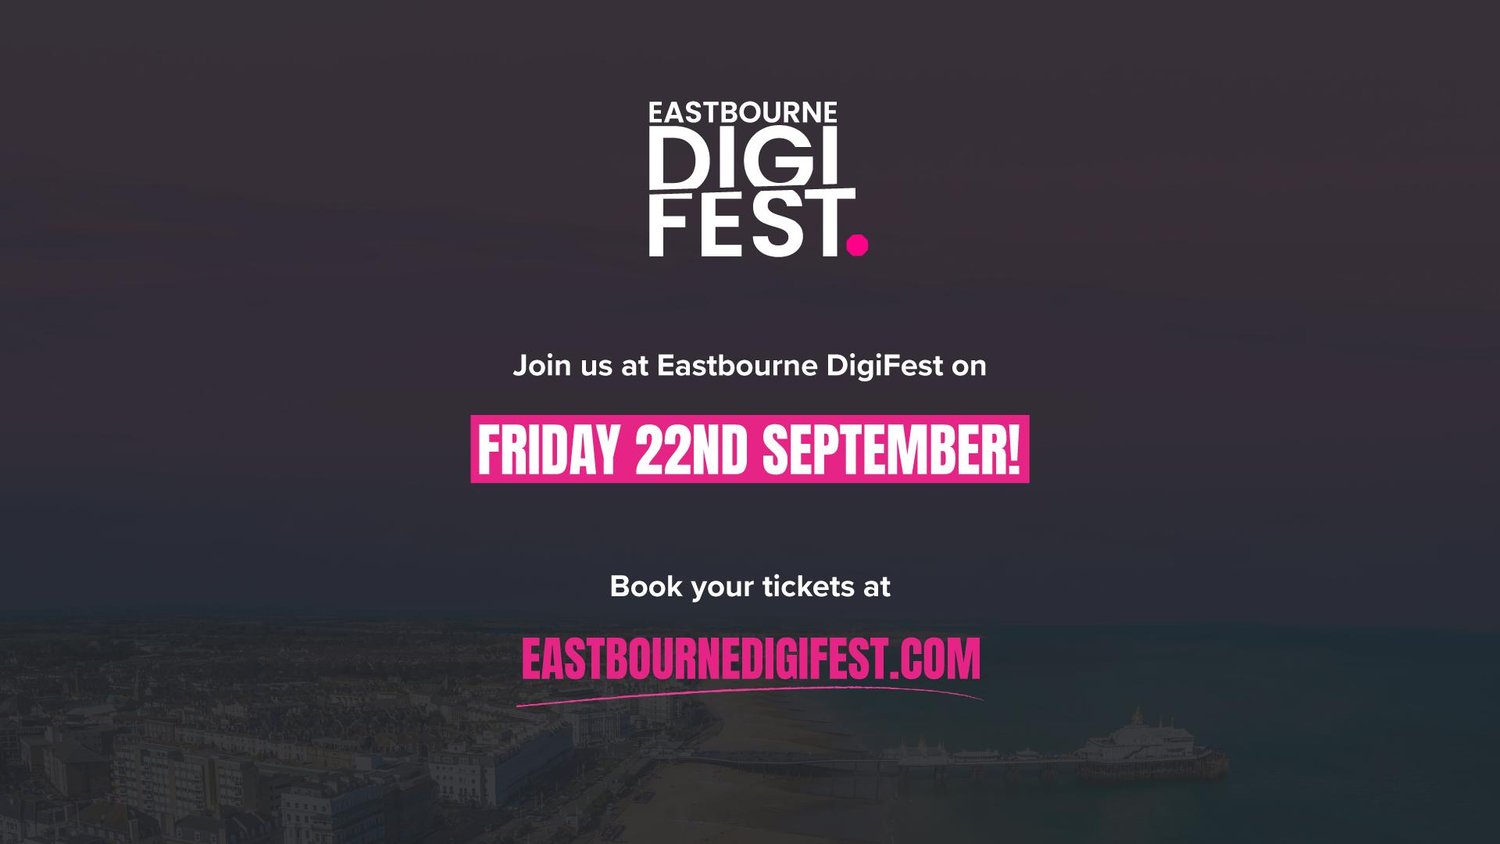 EASTBOURNE
DIGI
FEST.
Join us at Eastbourne DigiFest on
FRIDAY 22ND SEPTEMBER!
Book your tickets at
EASTBOURNEDIGIFEST.COM